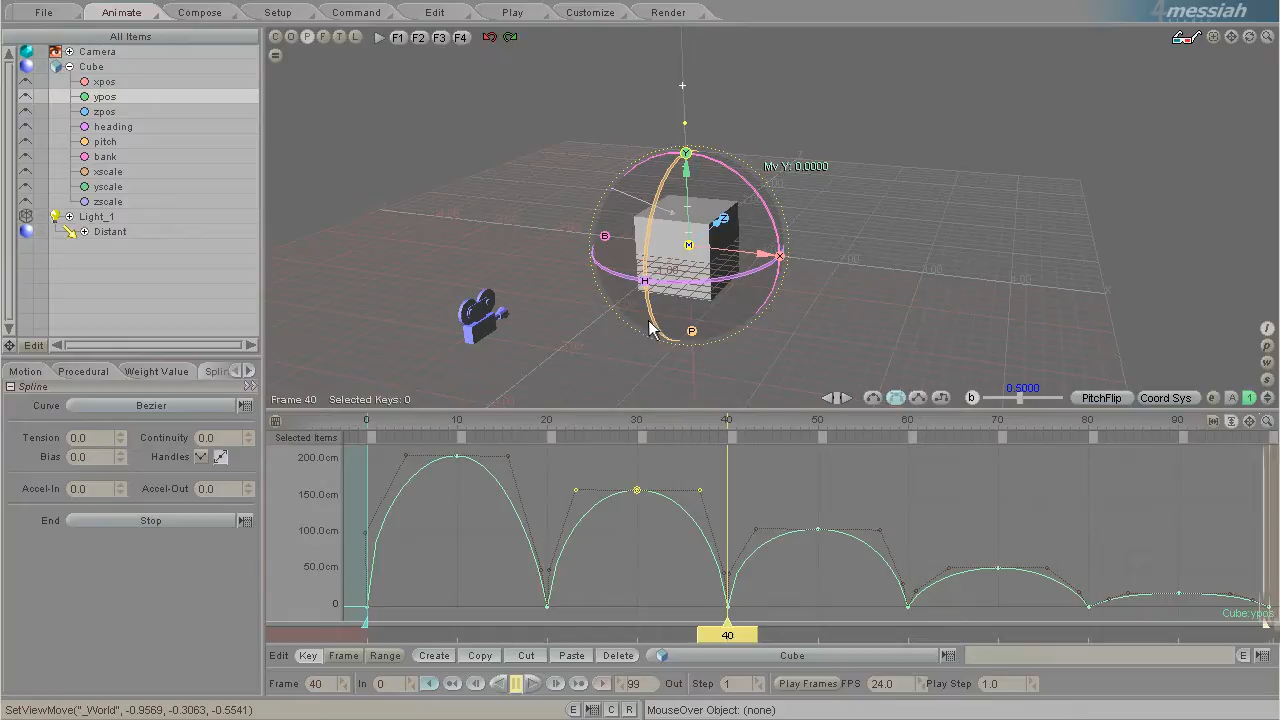 File Animate Compose Setup Command Edit Play Customize Render 4messiah
All Items
C O P F T L F1 F2 F3 F4
Camera
Cube
xpos
ypos
zpos
heading
pitch
bank
xscale
yscale
zscale
Light_1
Distant
Y
Mv Y: 0.0000
Z
B
M
X
H
P
1.00
Edit
Motion Procedural Weight Value Spli
Spline
Curve Bezier
Tension 0.0 Continuity 0.0
Bias 0.0 Handles
Accel-In 0.0 Accel-Out 0.0
End Stop
p
w
s
Frame 40 Selected Keys: 0
b 0.5000 PitchFlip Coord Sys e A 1
0 10 20 30 40 50 60 70 80 90
Selected Items
200.0cm
150.0cm
100.0cm
50.0cm
0
Cube:ypos
40
Edit Key Frame Range Create Copy Cut Paste Delete Cube E
Frame 40 In 0 99 Out Step 1 Play Frames FPS 24.0 Play Step 1.0
SetViewMove("_World", -0.9569, -0.3063, -0.5541) E C R MouseOver Object: (none)